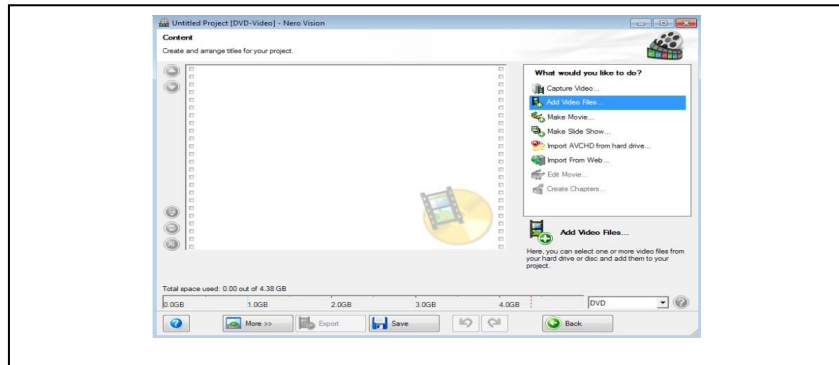 Untitled Project [DVD-Video] - Nero Vision
Content
Create and arrange titles for your project.
What would you like to do?
Capture Video...
Add Video Files...
Make Movie...
Make Slide Show...
Import AVCHD from hard drive...
Import From Web...
Edit Movie...
Create Chapters...
Add Video Files...
Here, you can select one or more video files from
your hard drive or disc and add them to your
project.
Total space used: 0.00 out of 4.38 GB
0.0GB 1.0GB 2.0GB 3.0GB 4.0GB DVD
More >> Export Save Back